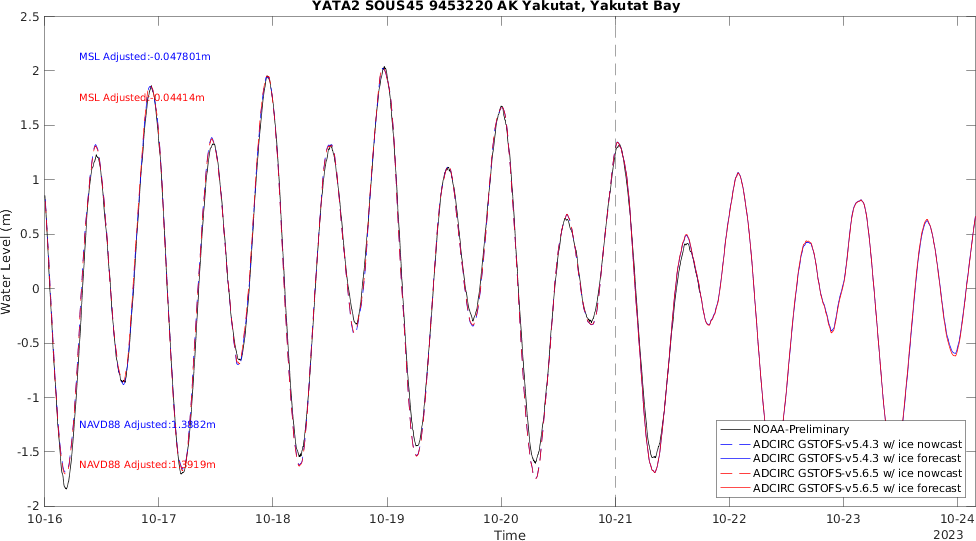 YATA2 SOUS45 9453220 AK Yakutat, Yakutat Bay
2.5
2
1.5
1
0.5
0
-0.5
-1
-1.5
-2
Water Level (m)
MSL Adjusted:-0.047801m
MSL Adjusted:-0.04414m
NAVD88 Adjusted:1.3882m
NAVD88 Adjusted:1.3919m
NOAA-Preliminary
ADCIRC GSTOFS-v5.4.3 w/ ice nowcast
ADCIRC GSTOFS-v5.4.3 w/ ice forecast
ADCIRC GSTOFS-v5.6.5 w/ ice nowcast
ADCIRC GSTOFS-v5.6.5 w/ ice forecast
10-16 10-17 10-18 10-19 10-20 10-21 10-22 10-23 10-24
Time
2023